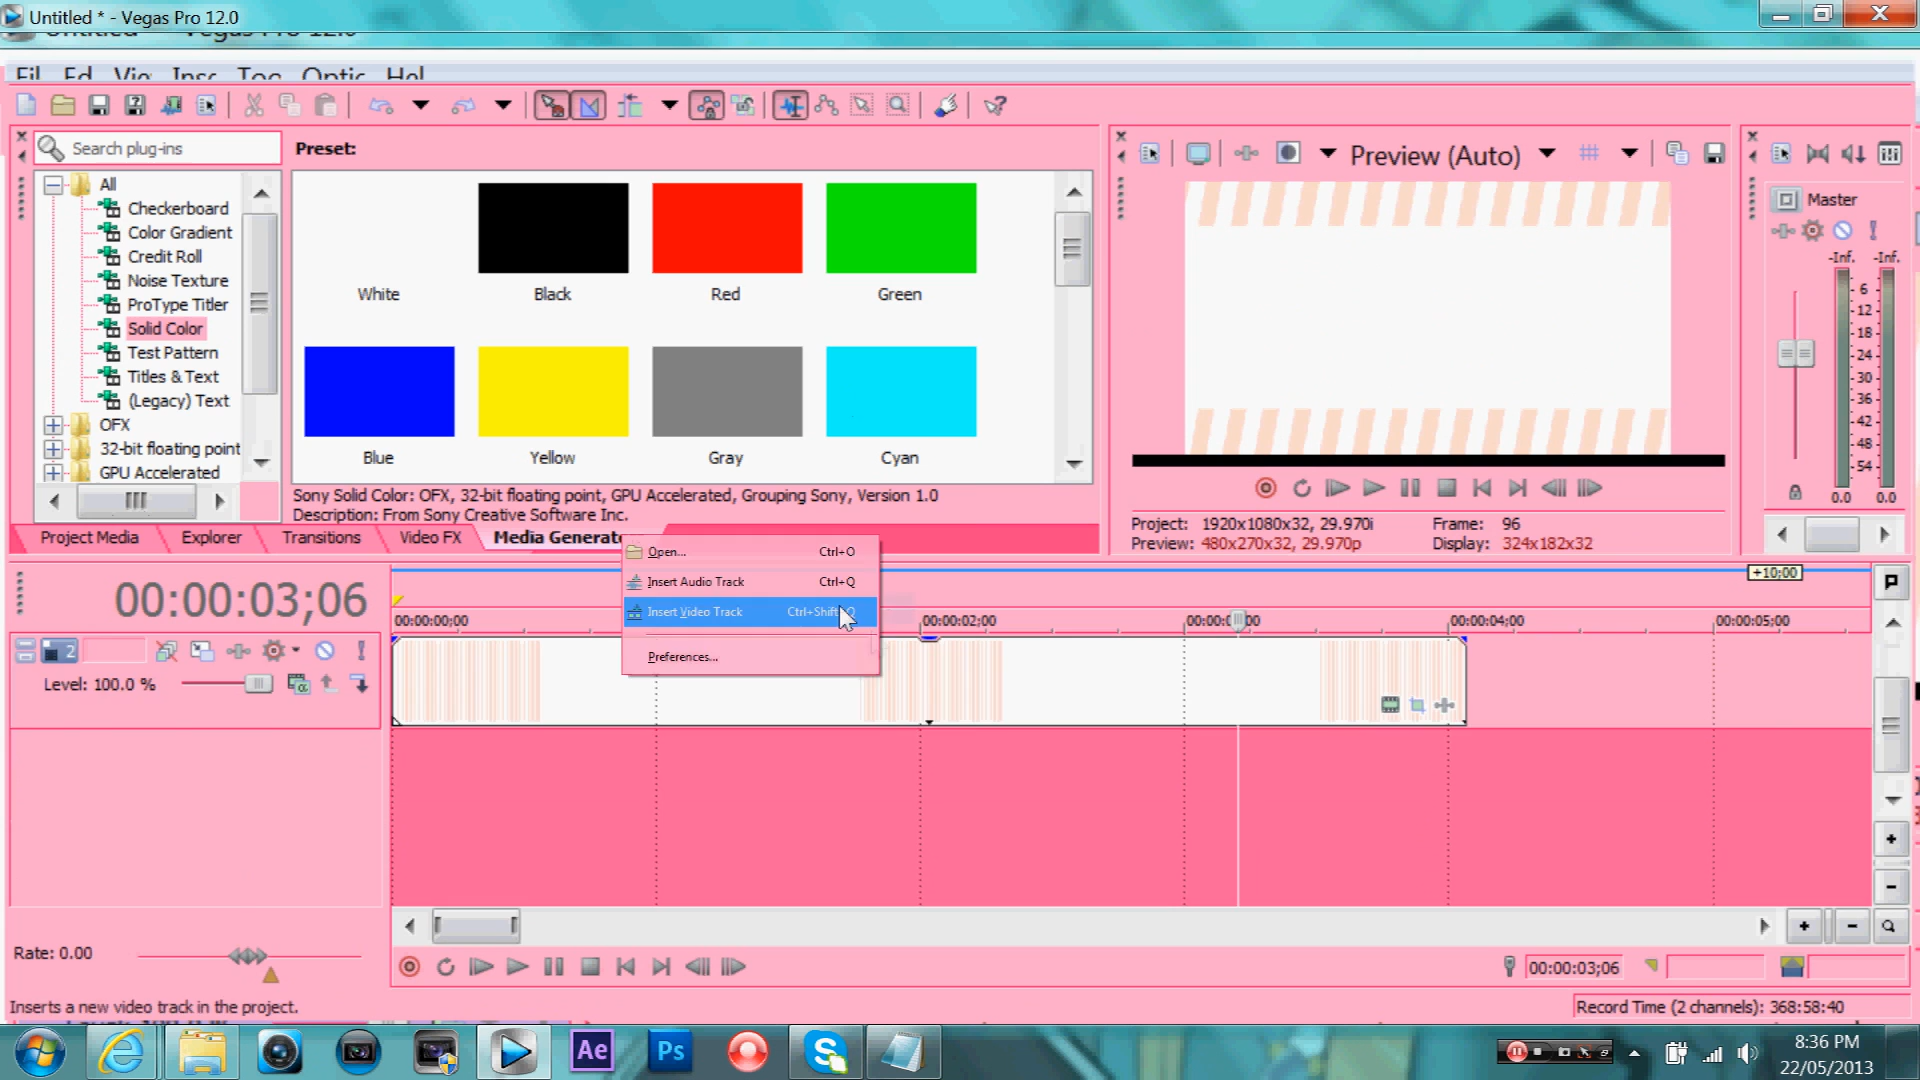 Untitled * - Vegas Pro 12.0
Search plug-ins
Preset:
All
Checkerboard
Color Gradient
Credit Roll
Noise Texture
ProType Titler
Solid Color
Test Pattern
Titles & Text
(Legacy) Text
OFX
32-bit floating point
GPU Accelerated
White
Black
Red
Green
Blue
Yellow
Gray
Cyan
Sony Solid Color: OFX, 32-bit floating point, GPU Accelerated, Grouping Sony, Version 1.0
Description: From Sony Creative Software Inc.
Project Media
Explorer
Transitions
Video FX
Media Generato
Preview (Auto)
Project: 1920x1080x32, 29.970i
Frame: 96
Preview: 480x270x32, 29.970p
Display: 324x182x32
Master
-Inf. -Inf.
6
-12-
-18-
-24-
-30-
-36-
-42-
-48-
-54-
0.0 0.0
Open... Ctrl+O
Insert Audio Track Ctrl+Q
Insert Video Track Ctrl+Shift Q
Preferences...
+10;00
00:00:03;06
00:00:00;00
00:00:02;00
00:00:04;00
00:00:05;00
2
Level: 100.0 %
Rate: 0.00
00:00:03;06
Inserts a new video track in the project.
Record Time (2 channels): 368:58:40
Ae
Ps
8:36 PM
22/05/2013